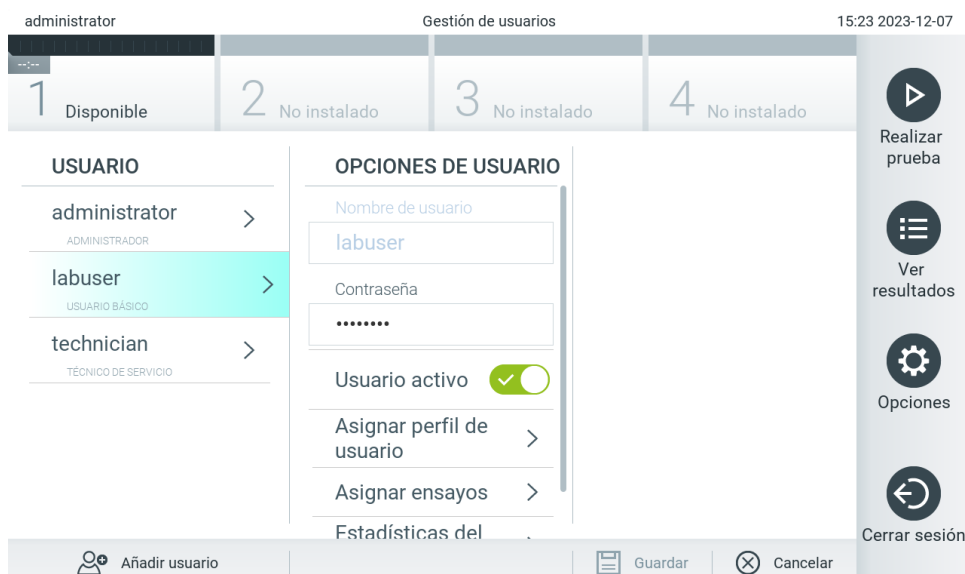 administrator
Gestión de usuarios
15:23 2023-12-07
--:--
1 Disponible
2 No instalado
3 No instalado
4 No instalado
USUARIO
administrator
ADMINISTRADOR
labuser
USUARIO BÁSICO
technician
TÉCNICO DE SERVICIO
OPCIONES DE USUARIO
Nombre de usuario
labuser
Contraseña
••••••••
Usuario activo
Asignar perfil de
usuario
Asignar ensayos
Estadísticas del
Realizar
prueba
Ver
resultados
Opciones
Cerrar sesión
Añadir usuario
Guardar
Cancelar